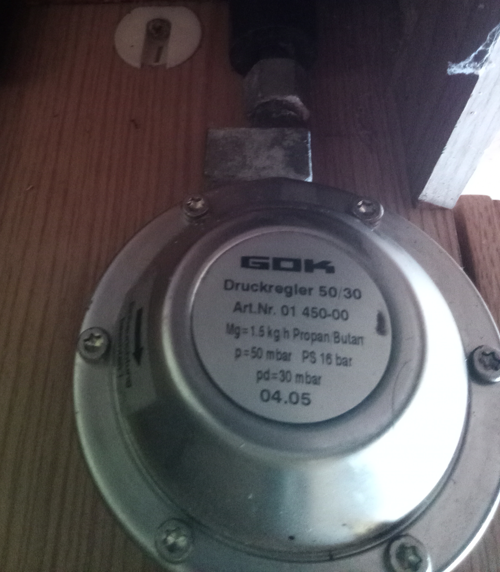 GOK
Druckregler 50/30
Art.Nr. 01 450-00
Mg=1.5 kg/h Propan/Butan
p=50 mbar PS 16 bar
pd=30 mbar
04.05